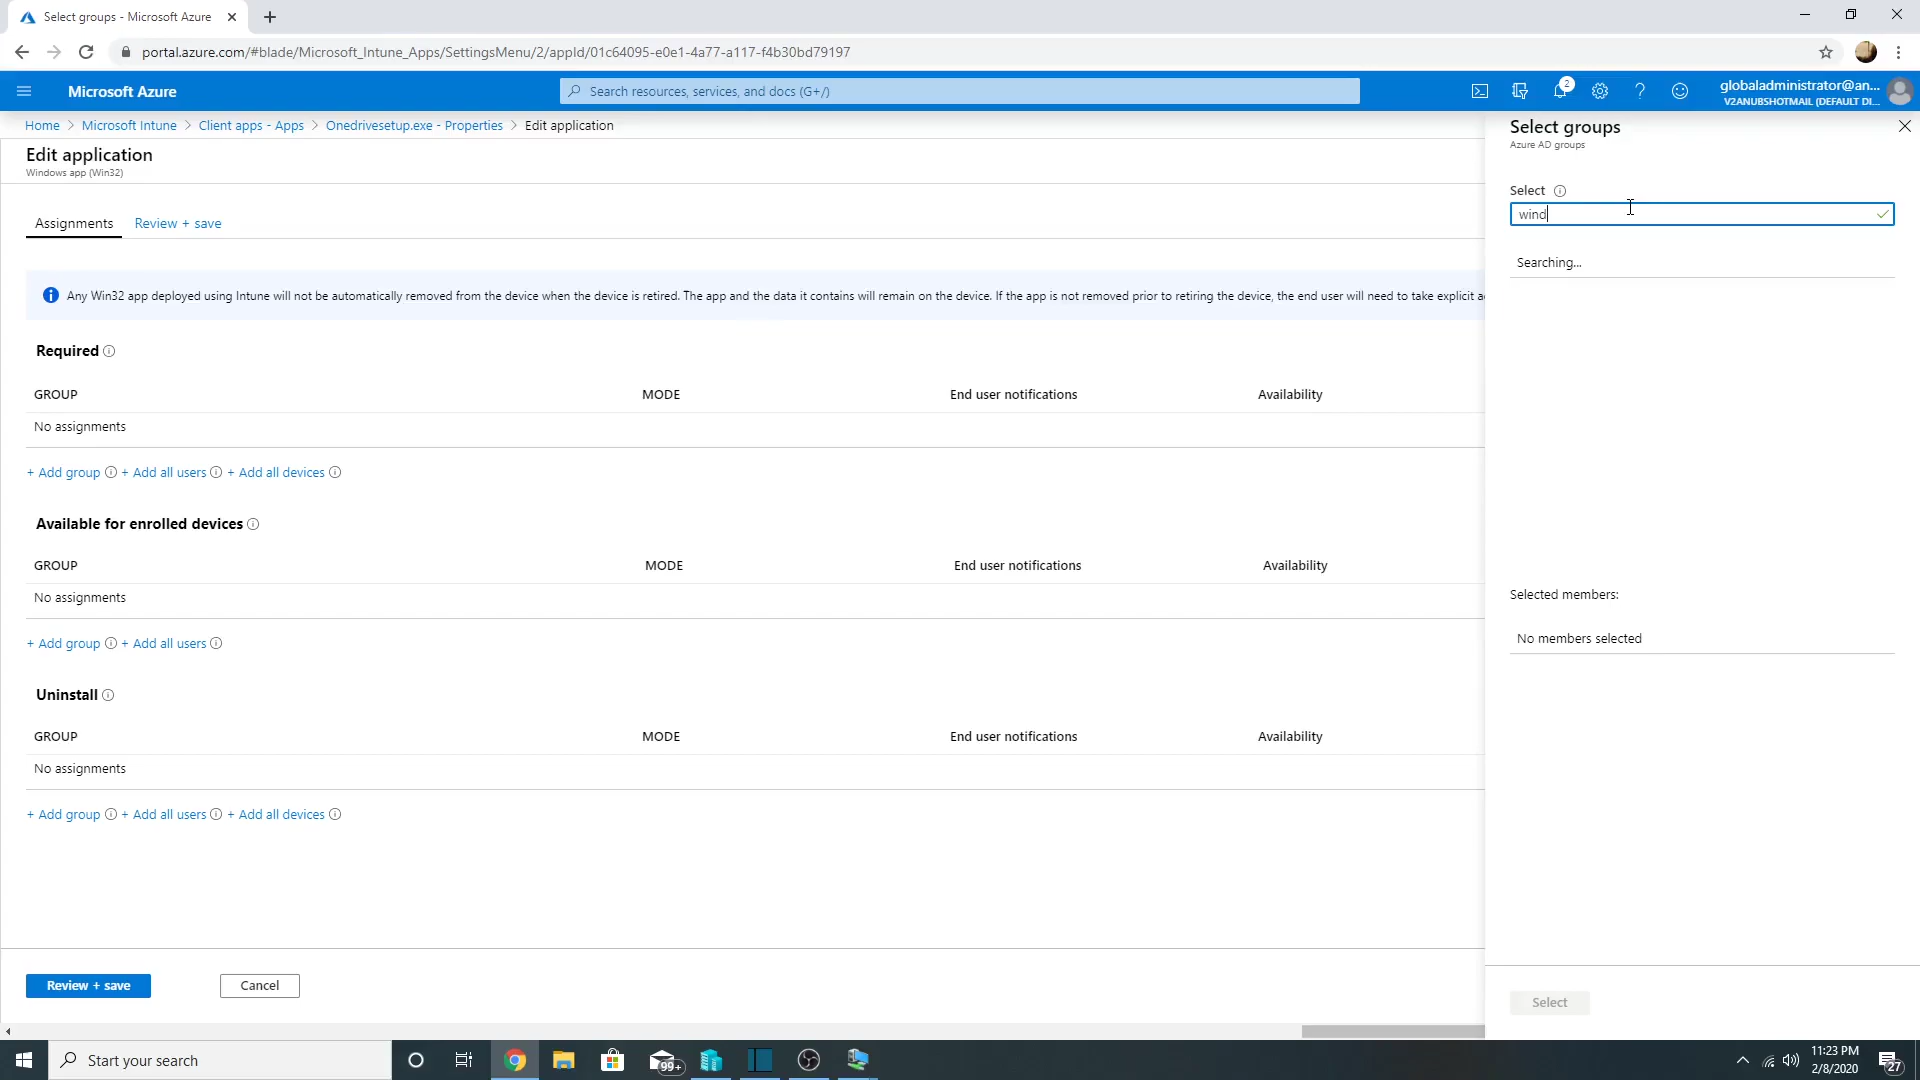 Select groups - Microsoft Azure
portal.azure.com/#blade/Microsoft_Intune_Apps/SettingsMenu/2/appId/01c64095-e0e1-4a77-a117-f4b30bd79197
Microsoft Azure
Search resources, services, and docs (G+/)
2
globaladministrator@an...
V2ANUBSHOTMAIL (DEFAULT DI...
Home > Microsoft Intune > Client apps - Apps > Onedrivesetup.exe - Properties > Edit application
Edit application
Windows app (Win32)
Assignments
Review + save
Any Win32 app deployed using Intune will not be automatically removed from the device when the device is retired. The app and the data it contains will remain on the device. If the app is not removed prior to retiring the device, the end user will need to take explicit a
Required
GROUP MODE End user notifications Availability
No assignments
+ Add group + Add all users + Add all devices
Available for enrolled devices
GROUP MODE End user notifications Availability
No assignments
+ Add group + Add all users
Uninstall
GROUP MODE End user notifications Availability
No assignments
+ Add group + Add all users + Add all devices
Review + save
Cancel
Select groups
Azure AD groups
Select
wind
Searching...
Selected members:
No members selected
Select
Start your search
99+
11:23 PM
2/8/2020
27